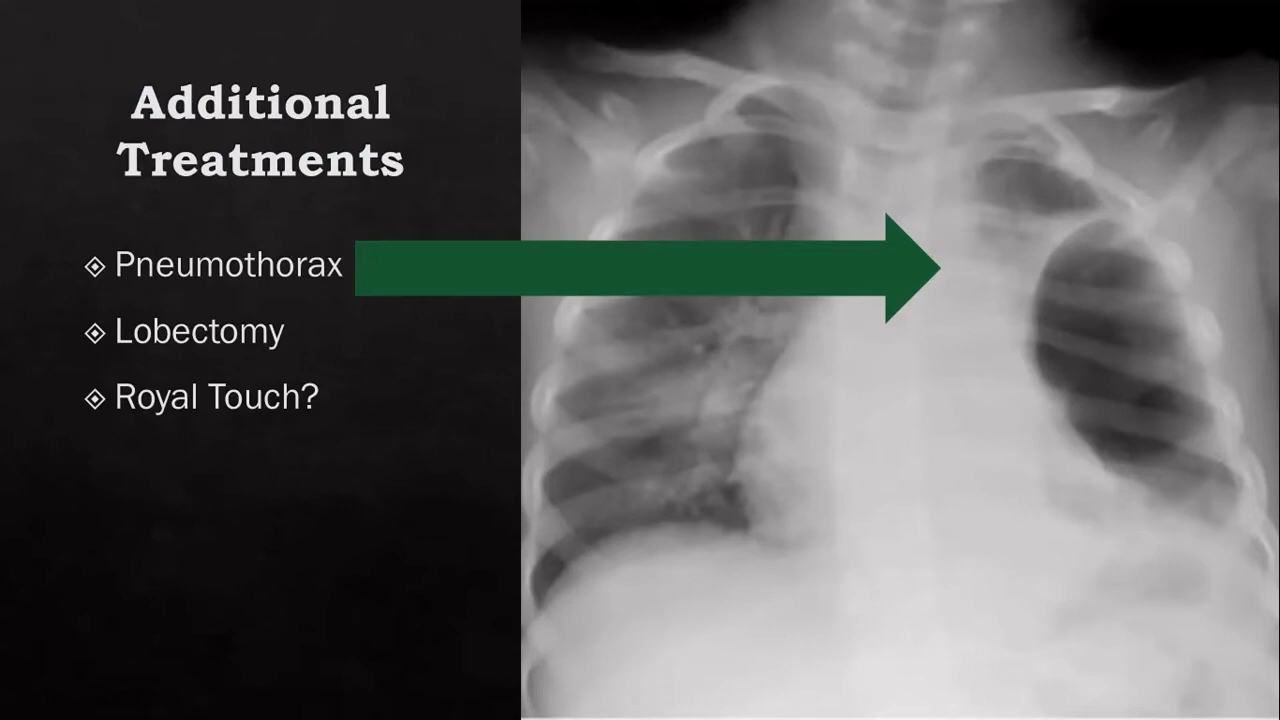 Additional
Treatments
Pneumothorax
Lobectomy
Royal Touch?